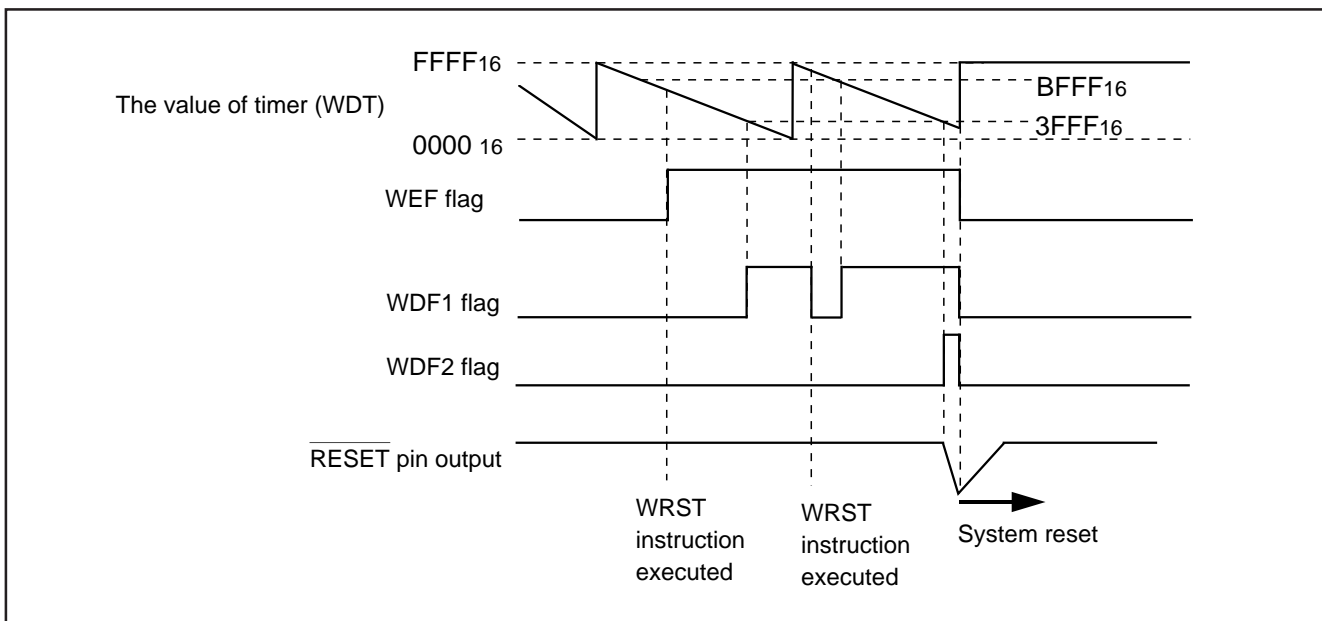 FFFF16
BFFF16
The value of timer (WDT)
3FFF16
0000 16
WEF flag
WDF1 flag
WDF2 flag
RESET pin output
WRST
instruction
executed
WRST
instruction
executed
System reset